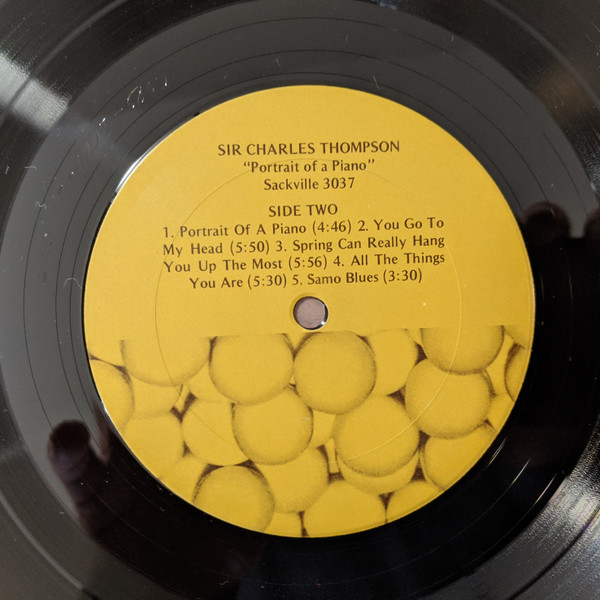 SIR CHARLES THOMPSON
“Portrait of a Piano”
Sackville 3037
SIDE TWO
1. Portrait Of A Piano (4:46) 2. You Go To
My Head (5:50) 3. Spring Can Really Hang
You Up The Most (5:56) 4. All The Things
You Are (5:30) 5. Samo Blues (3:30)